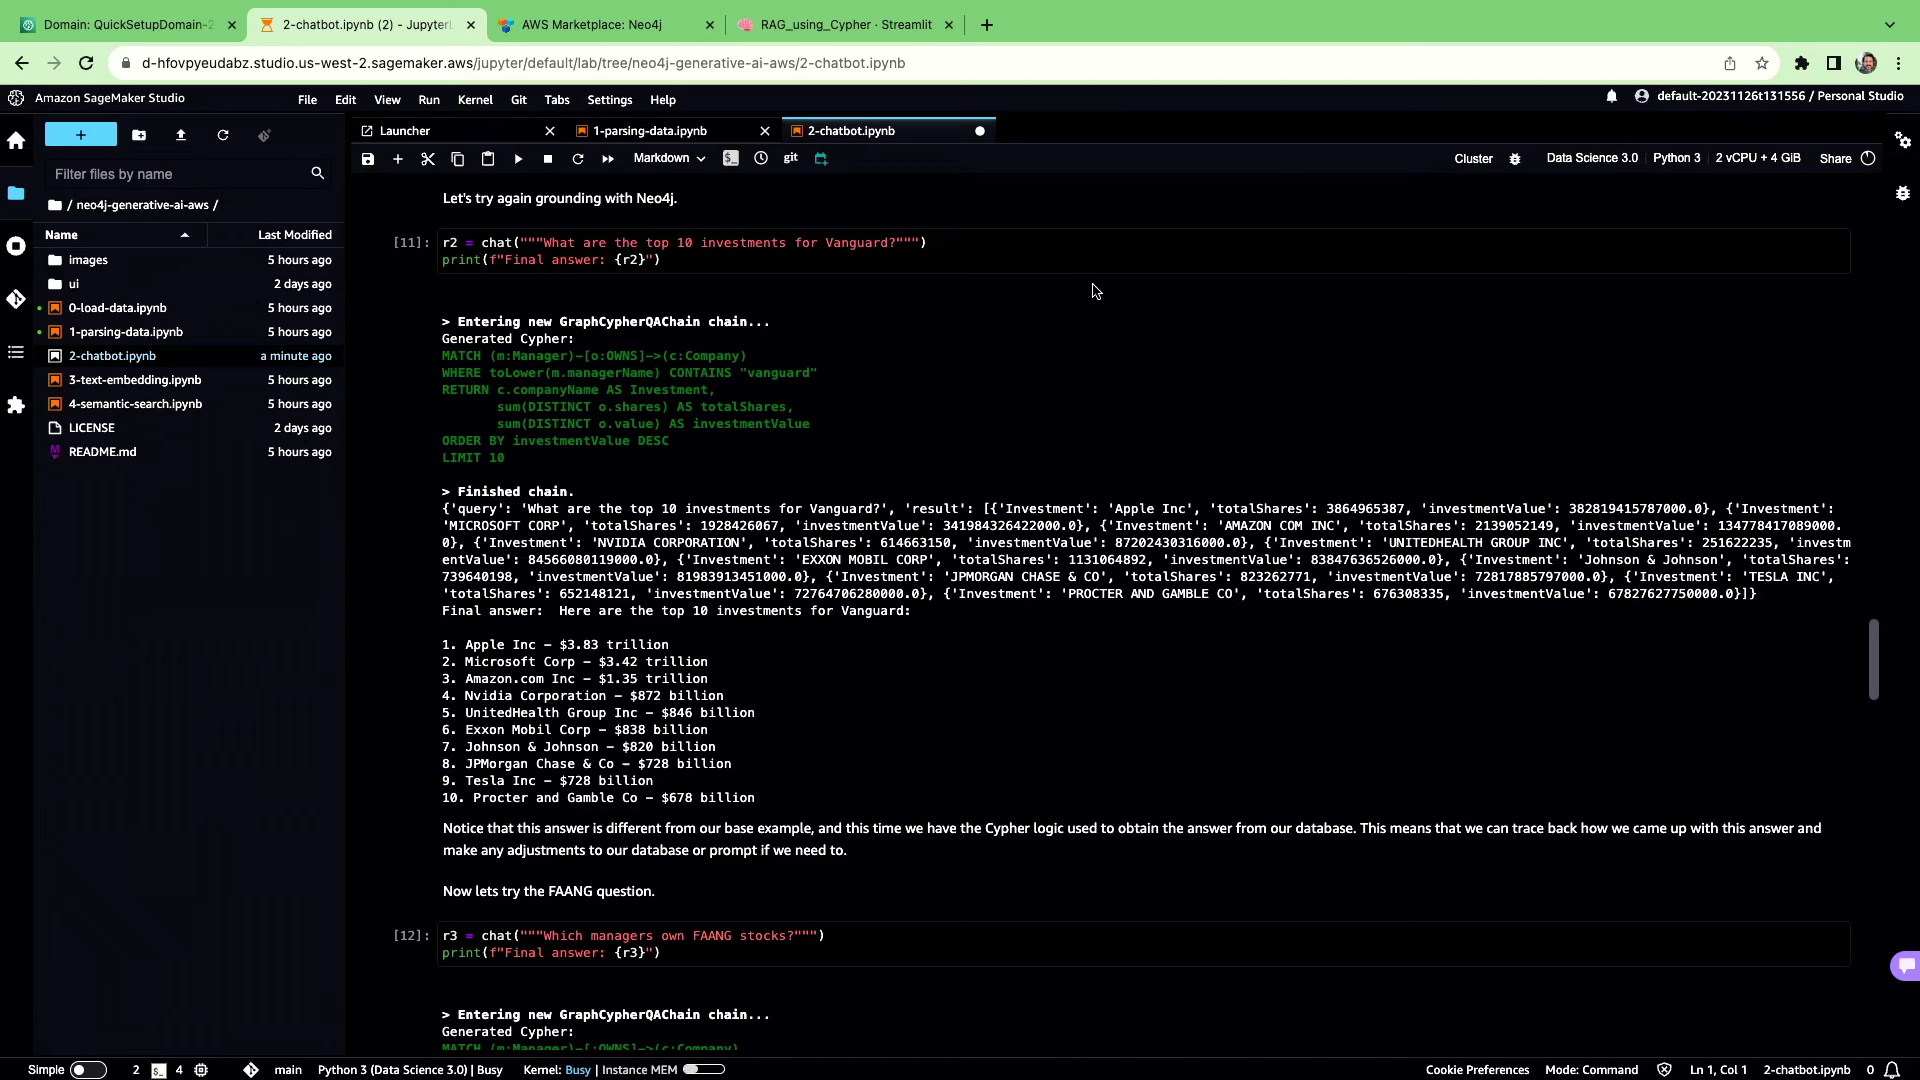 Domain: QuickSetupDomain-2
2-chatbot.ipynb (2) - JupyterL
AWS Marketplace: Neo4j
RAG_using_Cypher · Streamlit
d-hfovpyeudabz.studio.us-west-2.sagemaker.aws/jupyter/default/lab/tree/neo4j-generative-ai-aws/2-chatbot.ipynb
Amazon SageMaker Studio
File Edit View Run Kernel Git Tabs Settings Help
default-20231126t131556 / Personal Studio
Launcher
1-parsing-data.ipynb
2-chatbot.ipynb
Markdown
git
Cluster
Data Science 3.0
Python 3
2 vCPU + 4 GiB
Share
Filter files by name
/ neo4j-generative-ai-aws /
Name Last Modified
images 5 hours ago
ui 2 days ago
0-load-data.ipynb 5 hours ago
1-parsing-data.ipynb 5 hours ago
2-chatbot.ipynb a minute ago
3-text-embedding.ipynb 5 hours ago
4-semantic-search.ipynb 5 hours ago
LICENSE 2 days ago
README.md 5 hours ago
Let's try again grounding with Neo4j.
[11]: r2 = chat("""What are the top 10 investments for Vanguard?""")
print(f"Final answer: {r2}")
> Entering new GraphCypherQAChain chain...
Generated Cypher:
MATCH (m:Manager)-[o:OWNS]->(c:Company)
WHERE toLower(m.managerName) CONTAINS "vanguard"
RETURN c.companyName AS Investment,
sum(DISTINCT o.shares) AS totalShares,
sum(DISTINCT o.value) AS investmentValue
ORDER BY investmentValue DESC
LIMIT 10
> Finished chain.
{'query': 'What are the top 10 investments for Vanguard?', 'result': [{'Investment': 'Apple Inc', 'totalShares': 3864965387, 'investmentValue': 382819415787000.0}, {'Investment':
'MICROSOFT CORP', 'totalShares': 1928426067, 'investmentValue': 341984326422000.0}, {'Investment': 'AMAZON COM INC', 'totalShares': 2139052149, 'investmentValue': 134778417089000.
0}, {'Investment': 'NVIDIA CORPORATION', 'totalShares': 614663150, 'investmentValue': 87202430316000.0}, {'Investment': 'UNITEDHEALTH GROUP INC', 'totalShares': 251622235, 'investm
entValue': 84566080119000.0}, {'Investment': 'EXXON MOBIL CORP', 'totalShares': 1131064892, 'investmentValue': 83847636526000.0}, {'Investment': 'Johnson & Johnson', 'totalShares':
739640198, 'investmentValue': 81983913451000.0}, {'Investment': 'JPMORGAN CHASE & CO', 'totalShares': 823262771, 'investmentValue': 72817885797000.0}, {'Investment': 'TESLA INC',
'totalShares': 652148121, 'investmentValue': 72764706280000.0}, {'Investment': 'PROCTER AND GAMBLE CO', 'totalShares': 676308335, 'investmentValue': 67827627750000.0}]}
Final answer:  Here are the top 10 investments for Vanguard:
1. Apple Inc – $3.83 trillion
2. Microsoft Corp – $3.42 trillion
3. Amazon.com Inc – $1.35 trillion
4. Nvidia Corporation – $872 billion
5. UnitedHealth Group Inc – $846 billion
6. Exxon Mobil Corp – $838 billion
7. Johnson & Johnson – $820 billion
8. JPMorgan Chase & Co – $728 billion
9. Tesla Inc – $728 billion
10. Procter and Gamble Co – $678 billion
Notice that this answer is different from our base example, and this time we have the Cypher logic used to obtain the answer from our database. This means that we can trace back how we came up with this answer and
make any adjustments to our database or prompt if we need to.
Now lets try the FAANG question.
[12]: r3 = chat("""Which managers own FAANG stocks?""")
print(f"Final answer: {r3}")
> Entering new GraphCypherQAChain chain...
Generated Cypher:
MATCH (m:Manager)-[:OWNS]->(c:Company)
Simple 2 4 main Python 3 (Data Science 3.0) | Busy Kernel: Busy | Instance MEM
Cookie Preferences Mode: Command Ln 1, Col 1 2-chatbot.ipynb 0